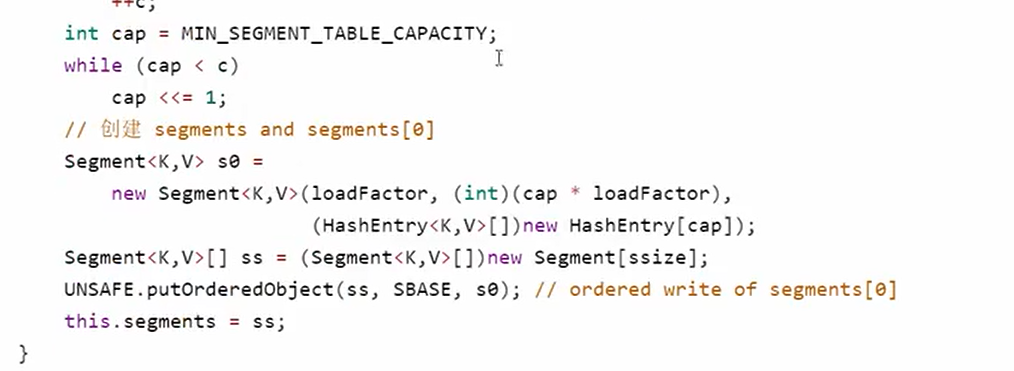 ++c;
int cap = MIN_SEGMENT_TABLE_CAPACITY;
while (cap < c)
cap <<= 1;
// 创建 segments and segments[0]
Segment<K,V> s0 =
new Segment<K,V>(loadFactor, (int)(cap * loadFactor),
(HashEntry<K,V>[])new HashEntry[cap]);
Segment<K,V>[] ss = (Segment<K,V>[])new Segment[ssize];
UNSAFE.putOrderedObject(ss, SBASE, s0); // ordered write of segments[0]
this.segments = ss;
}